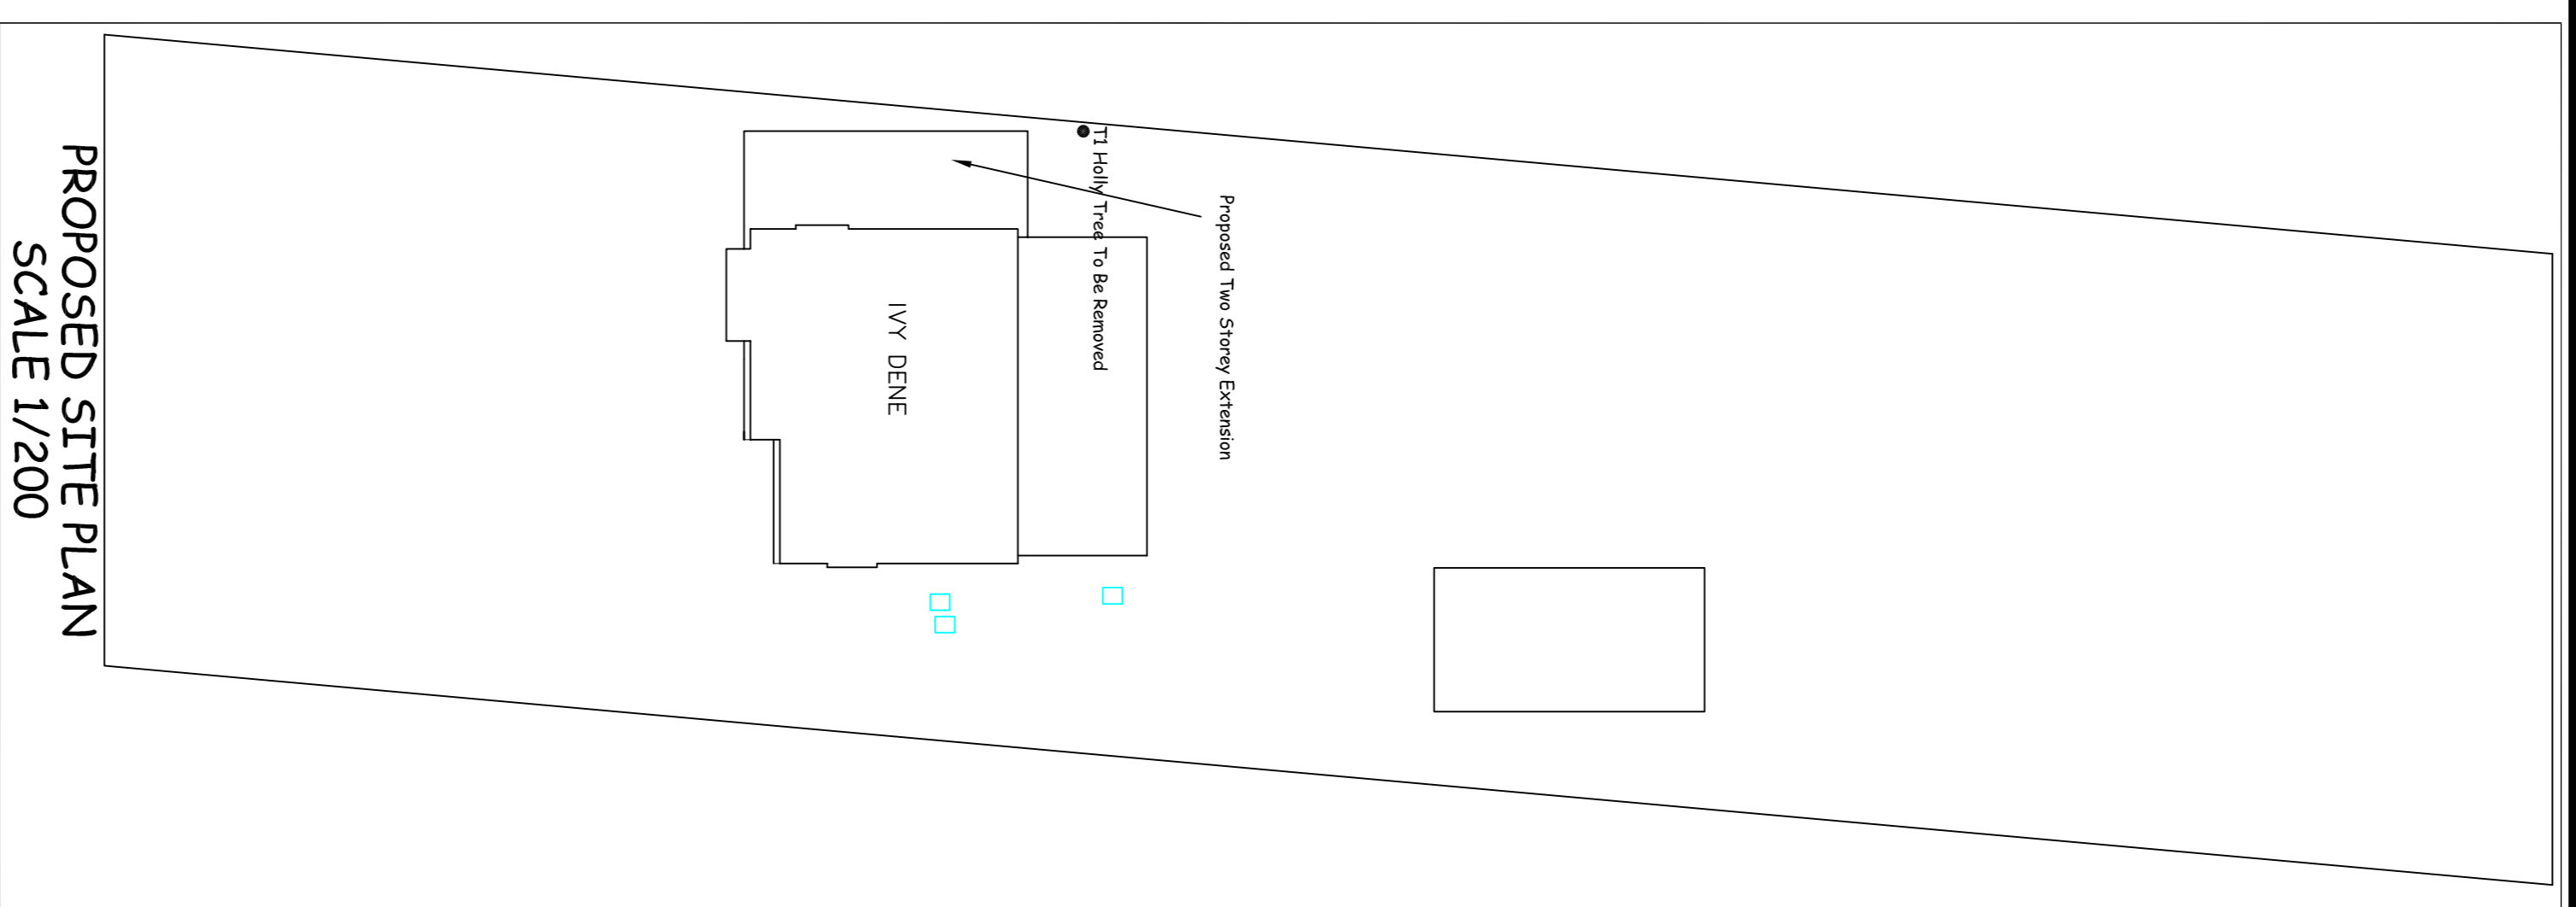 Proposed Two Storey Extension
T1 Holly Tree To Be Removed
IVY DENE
PROPOSED SITE PLAN
SCALE 1/200